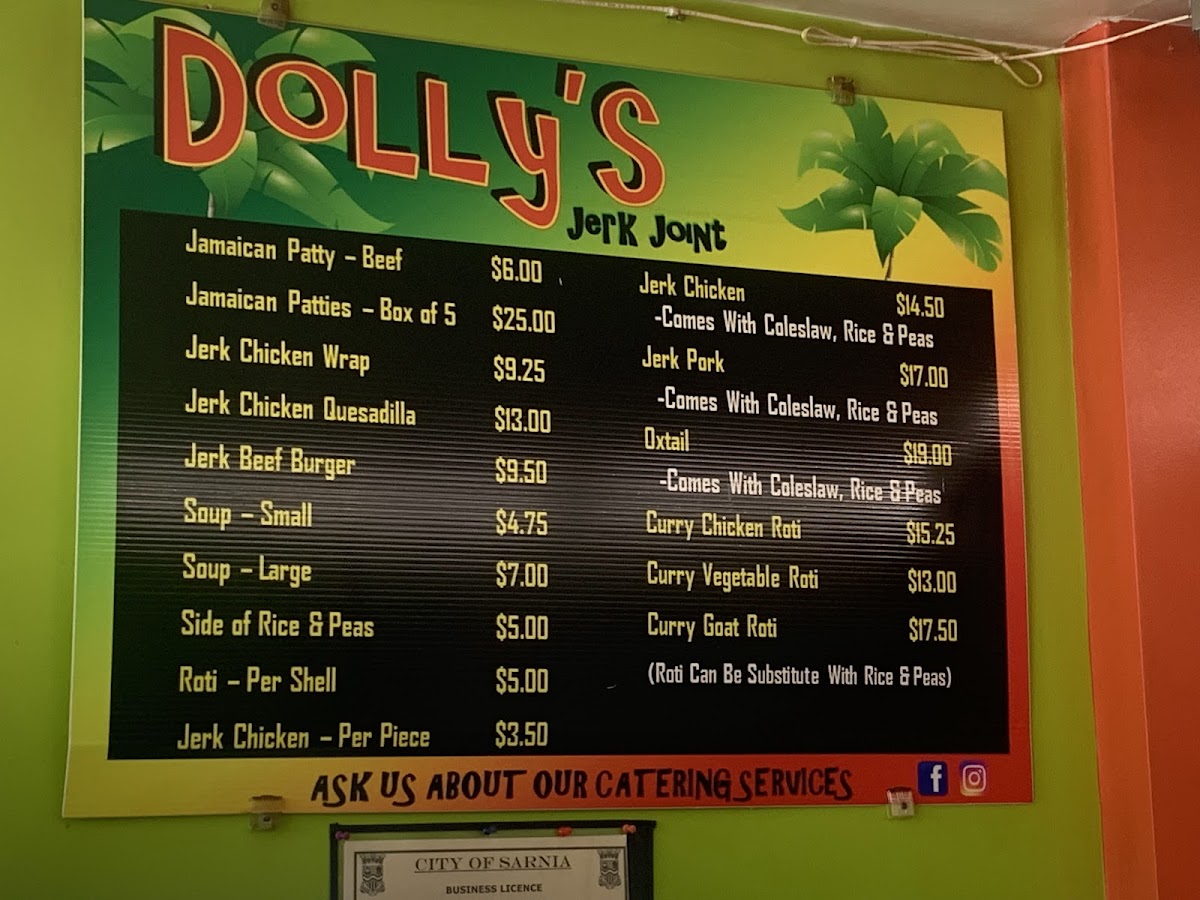 DOLLY'S
Jerk Joint
Jamaican Patty – Beef $6.00
Jamaican Patties – Box of 5 $25.00
Jerk Chicken Wrap $9.25
Jerk Chicken Quesadilla $13.00
Jerk Beef Burger $9.50
Soup – Small $4.75
Soup – Large $7.00
Side of Rice & Peas $5.00
Roti – Per Shell $5.00
Jerk Chicken – Per Piece $3.50
Jerk Chicken $14.50
-Comes With Coleslaw, Rice & Peas
Jerk Pork $17.00
-Comes With Coleslaw, Rice & Peas
Oxtail $19.00
-Comes With Coleslaw, Rice & Peas
Curry Chicken Roti $15.25
Curry Vegetable Roti $13.00
Curry Goat Roti $17.50
(Roti Can Be Substitute With Rice & Peas)
ASK US ABOUT OUR CATERING SERVICES
CITY OF SARNIA
BUSINESS LICENCE